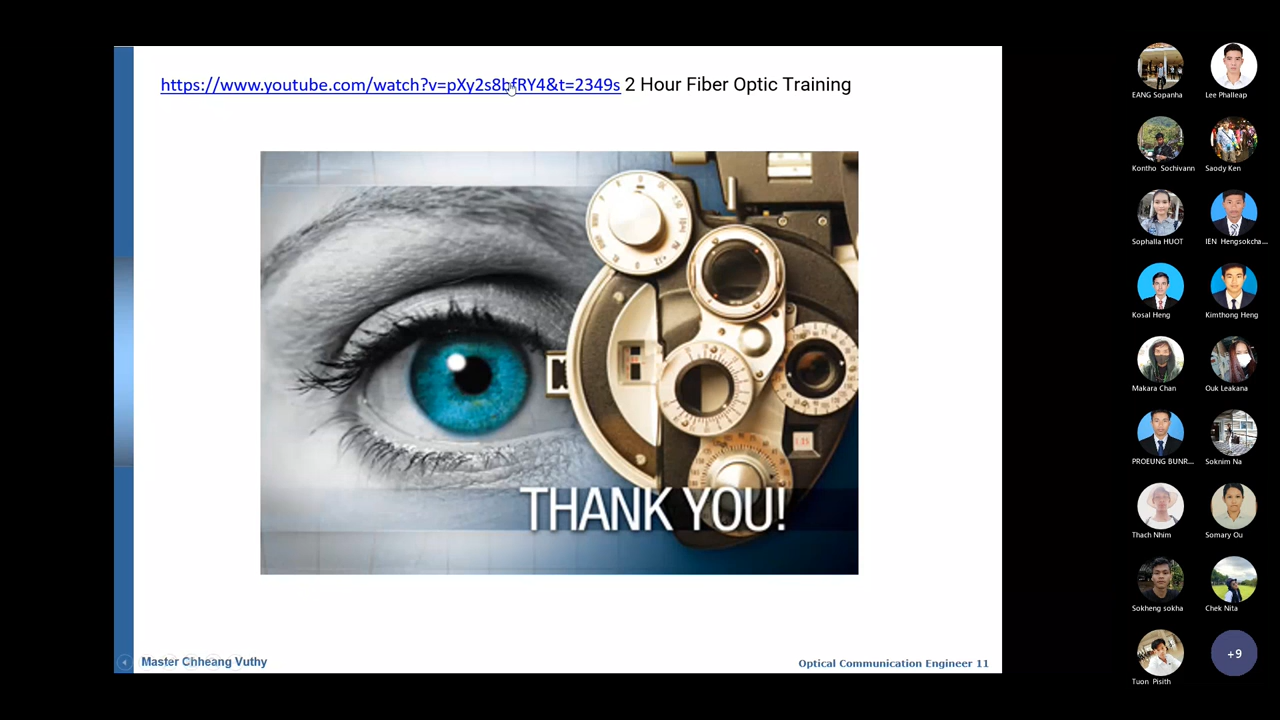 https://www.youtube.com/watch?v=pXy2s8bfRY4&t=2349s 2 Hour Fiber Optic Training
THANK YOU!
Master Chheang Vuthy
Optical Communication Engineer 11
EANG Sopanha
Lee Phalleap
Kontho Sochivann
Saody Ken
Sophalla HUOT
IEN Hengsokcha...
Kosal Heng
Kimthong Heng
Makara Chan
Ouk Leakana
PROEUNG BUNR...
Soknim Na
Thach Nhim
Somary Ou
Sokheng sokha
Chek Nita
Tuon Pisith
+9